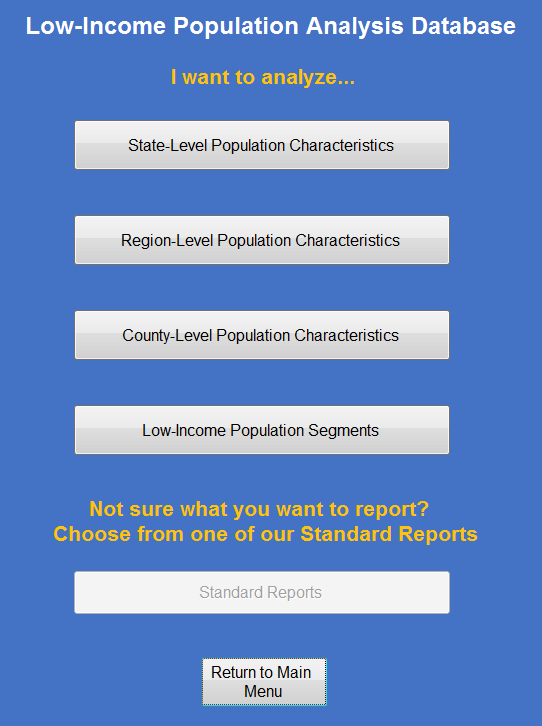 Low-Income Population Analysis Database
I want to analyze...
State-Level Population Characteristics
Region-Level Population Characteristics
County-Level Population Characteristics
Low-Income Population Segments
Not sure what you want to report?
Choose from one of our Standard Reports
Standard Reports
Return to Main
Menu